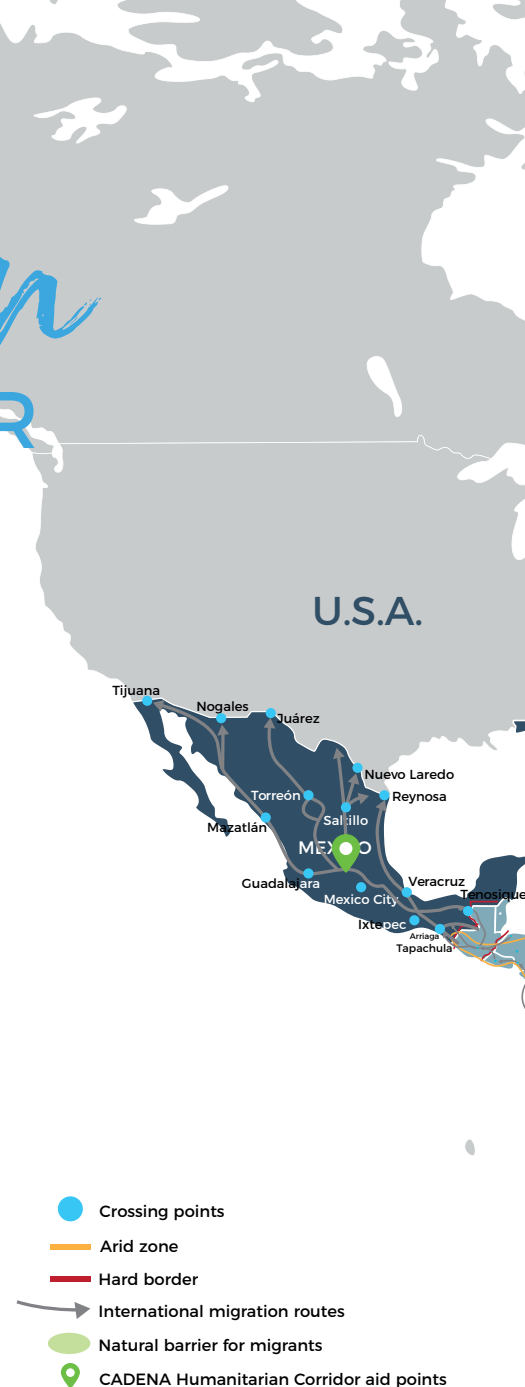 n
R
U.S.A.
Tijuana
Nogales
Juárez
Nuevo Laredo
Torreón
Reynosa
Saltillo
Mazatlán
Guadalajara
Veracruz
Mexico City
Tenosique
Ixtepec
Arriaga
Tapachula
Crossing points
Arid zone
Hard border
International migration routes
Natural barrier for migrants
CADENA Humanitarian Corridor aid points